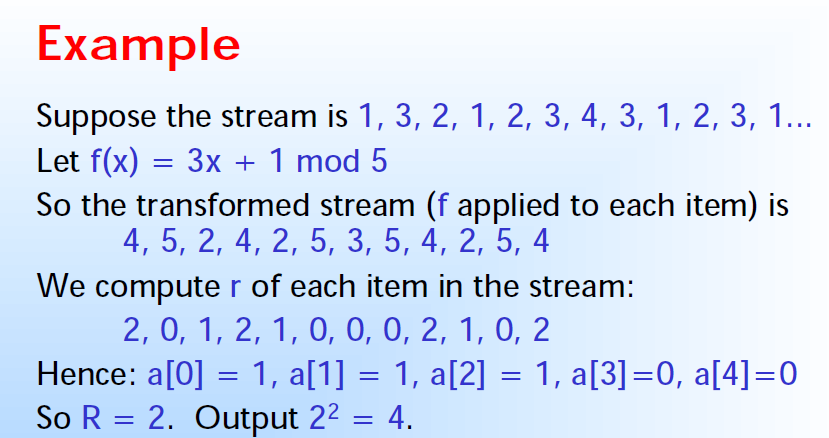 Example
Suppose the stream is 1, 3, 2, 1, 2, 3, 4, 3, 1, 2, 3, 1...
Let f(x) = 3x + 1 mod 5
So the transformed stream (f applied to each item) is
4, 5, 2, 4, 2, 5, 3, 5, 4, 2, 5, 4
We compute r of each item in the stream:
2, 0, 1, 2, 1, 0, 0, 0, 2, 1, 0, 2
Hence: a[0] = 1, a[1] = 1, a[2] = 1, a[3]=0, a[4]=0
So R = 2. Output 2² = 4.